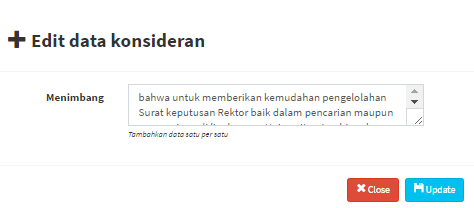 Edit data konsideran
Menimbang
bahwa untuk memberikan kemudahan pengelolahan
Surat keputusan Rektor baik dalam pencarian maupun
Tambahkan data satu per satu
Close
Update